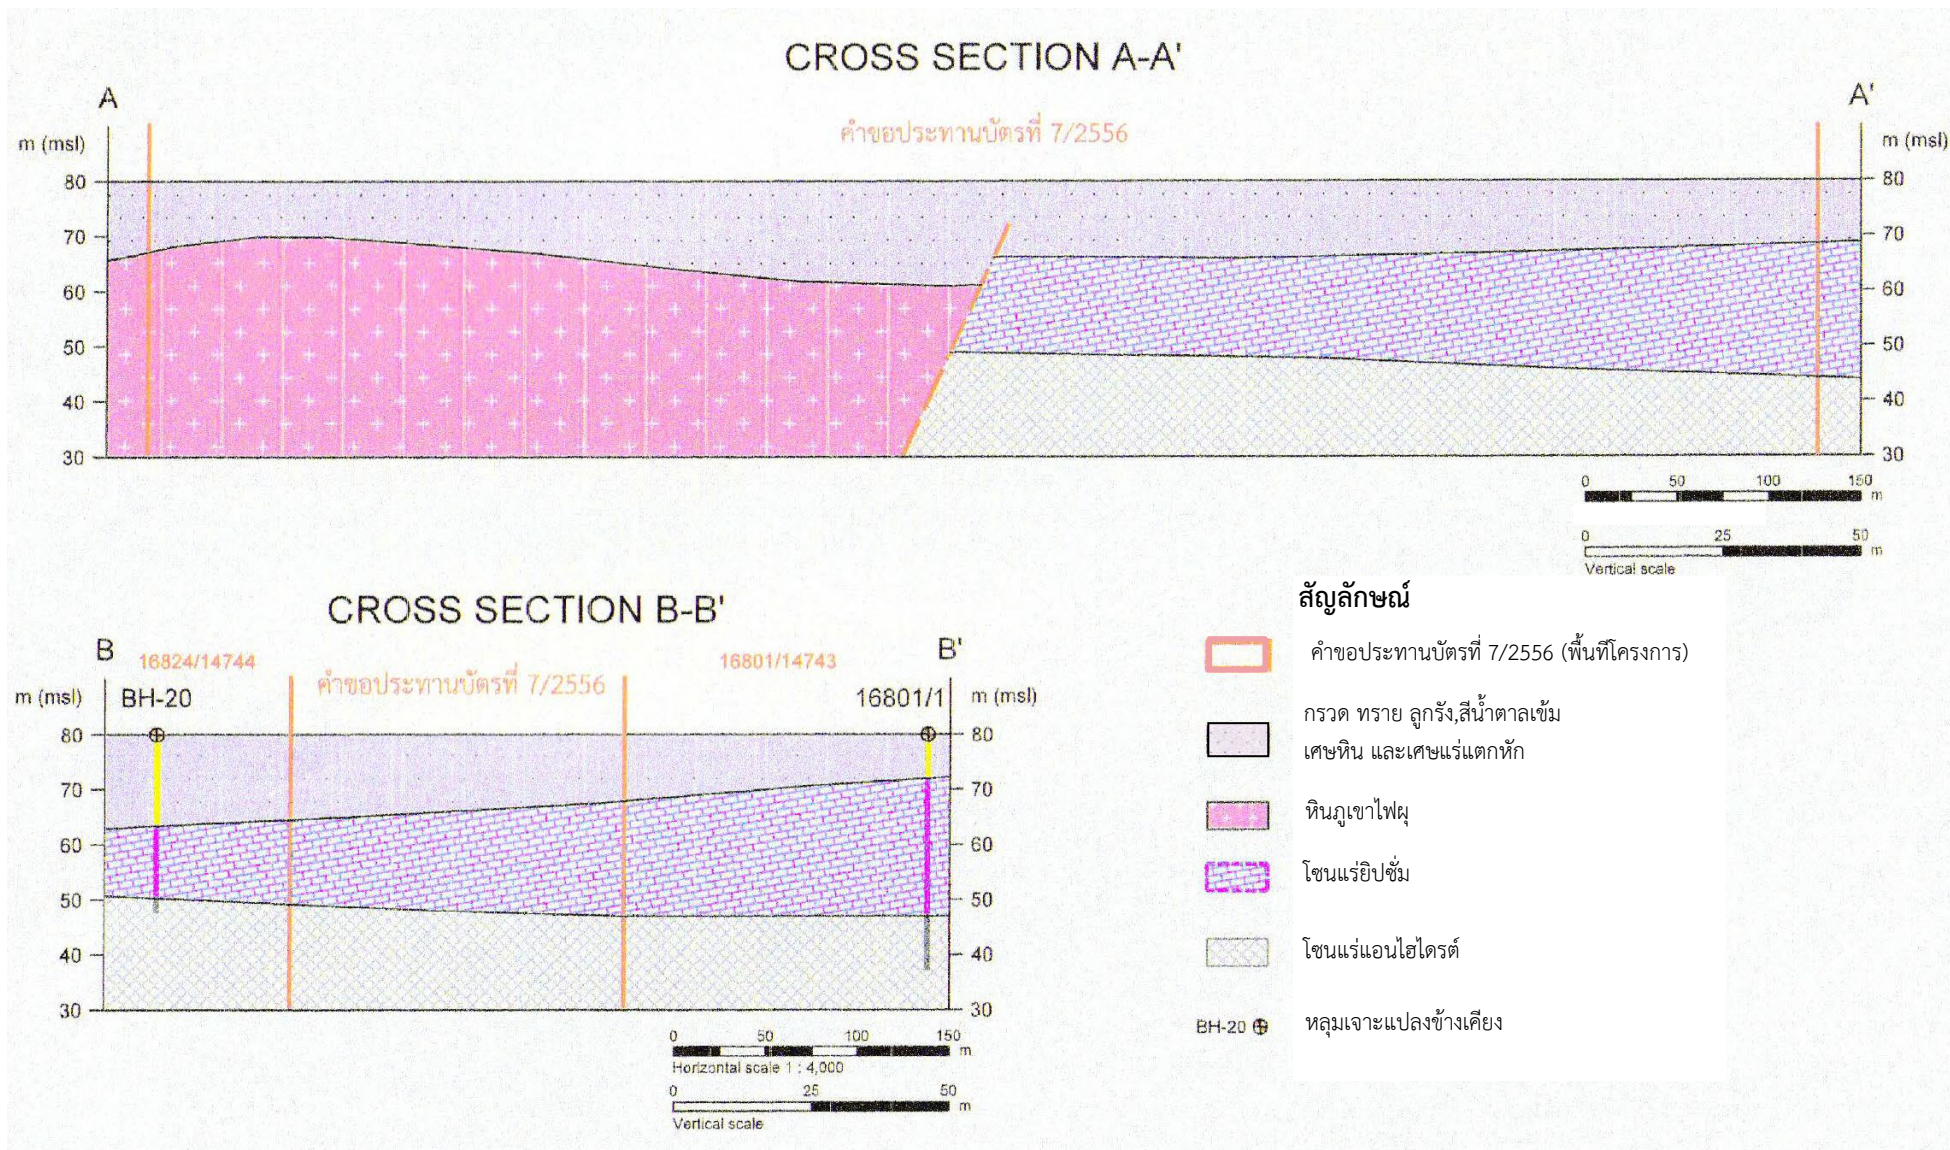 CROSS SECTION A-A'
A
A'
คำขอประทานบัตรที่ 7/2556
m (msl)
m (msl)
80
80
70
70
60
60
50
50
40
40
30
30
0 50 100 150
m
0 25 50
m
Vertical scale
CROSS SECTION B-B'
B
B'
16824/14744
คำขอประทานบัตรที่ 7/2556
16801/14743
m (msl)
BH-20
16801/1
m (msl)
80
80
70
70
60
60
50
50
40
40
30
30
0 50 100 150
m
Horizontal scale 1 : 4,000
0 25 50
m
Vertical scale
สัญลักษณ์
คำขอประทานบัตรที่ 7/2556 (พื้นที่โครงการ)
กรวด ทราย ลูกรัง,สีน้ำตาลเข้ม
เศษหิน และเศษแร่แตกหัก
หินภูเขาไฟผุ
โซนแร่ยิปซั่ม
โซนแร่แอนไฮไดรต์
BH-20
หลุมเจาะแปลงข้างเคียง